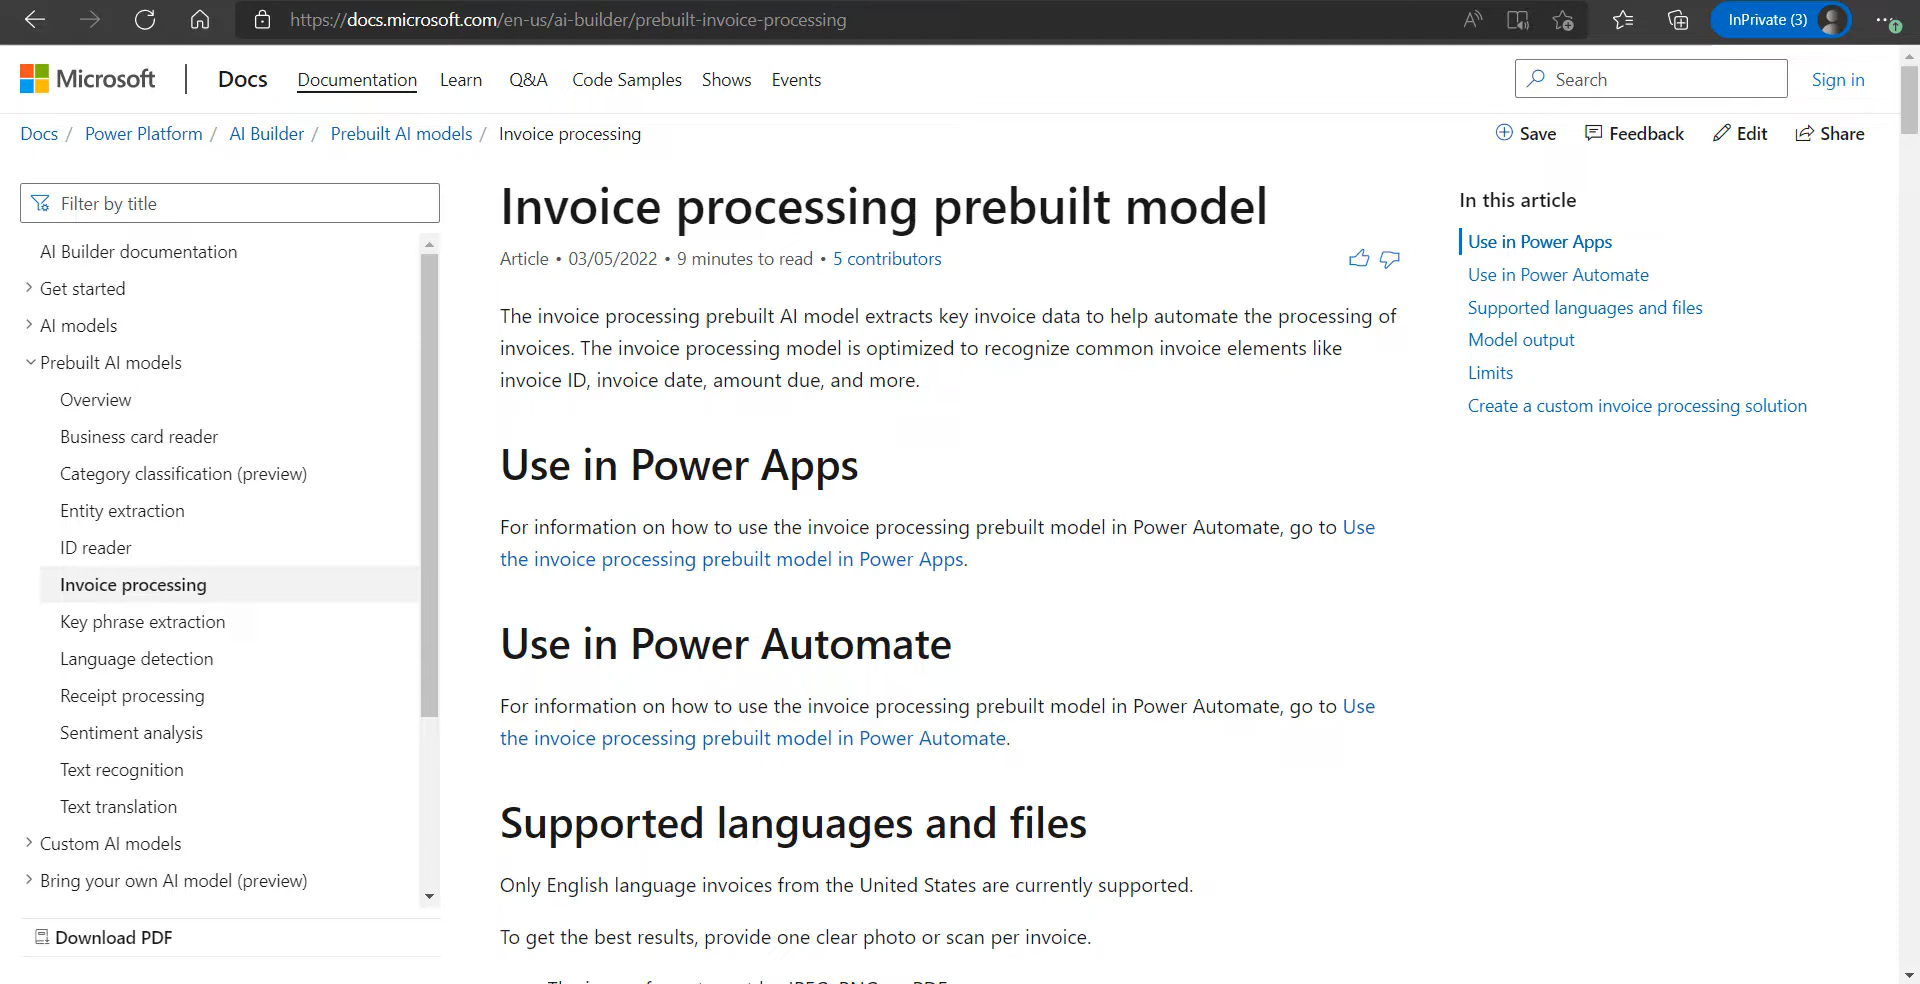 https://docs.microsoft.com/en-us/ai-builder/prebuilt-invoice-processing
InPrivate (3)
Microsoft
Docs
Documentation
Learn
Q&A
Code Samples
Shows
Events
Search
Sign in
Docs / Power Platform / AI Builder / Prebuilt AI models / Invoice processing
Save
Feedback
Edit
Share
Filter by title
AI Builder documentation
Get started
AI models
Prebuilt AI models
Overview
Business card reader
Category classification (preview)
Entity extraction
ID reader
Invoice processing
Key phrase extraction
Language detection
Receipt processing
Sentiment analysis
Text recognition
Text translation
Custom AI models
Bring your own AI model (preview)
Download PDF
Invoice processing prebuilt model
Article • 03/05/2022 • 9 minutes to read • 5 contributors
The invoice processing prebuilt AI model extracts key invoice data to help automate the processing of
invoices. The invoice processing model is optimized to recognize common invoice elements like
invoice ID, invoice date, amount due, and more.
Use in Power Apps
For information on how to use the invoice processing prebuilt model in Power Automate, go to Use
the invoice processing prebuilt model in Power Apps.
Use in Power Automate
For information on how to use the invoice processing prebuilt model in Power Automate, go to Use
the invoice processing prebuilt model in Power Automate.
Supported languages and files
Only English language invoices from the United States are currently supported.
To get the best results, provide one clear photo or scan per invoice.
In this article
Use in Power Apps
Use in Power Automate
Supported languages and files
Model output
Limits
Create a custom invoice processing solution